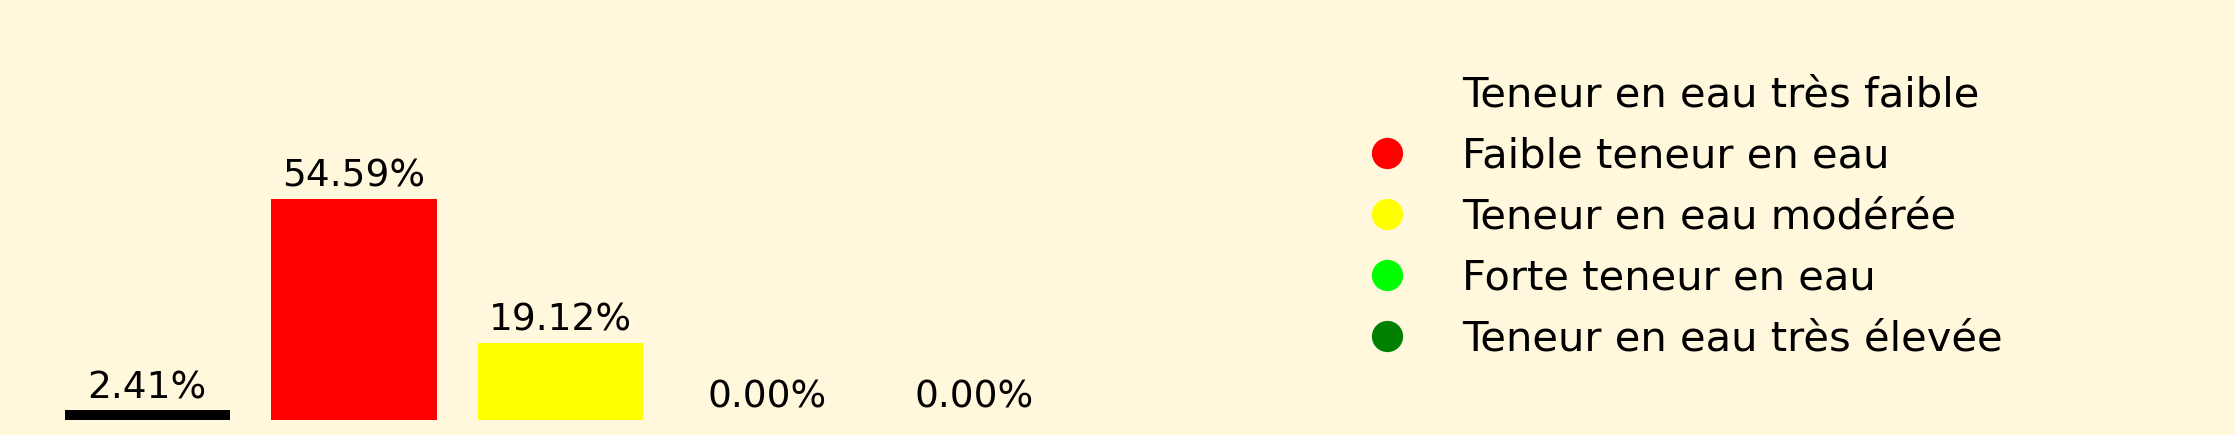 2.41%
54.59%
19.12%
0.00%
0.00%
Teneur en eau très faible
Faible teneur en eau
Teneur en eau modérée
Forte teneur en eau
Teneur en eau très élevée